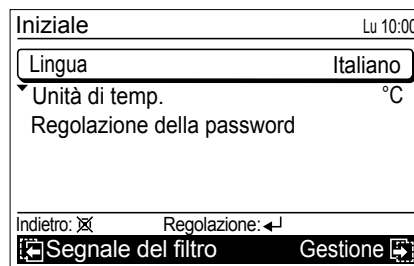 Iniziale Lu 10:00
Lingua Italiano
Unità di temp. °C
Regolazione della password
Indietro: Regolazione:
Segnale del filtro Gestione